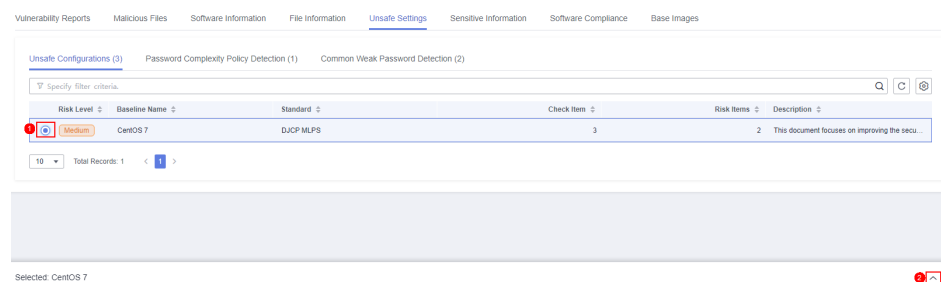 Vulnerability Reports Malicious Files Software Information File Information Unsafe Settings Sensitive Information Software Compliance Base Images
Unsafe Configurations (3) Password Complexity Policy Detection (1) Common Weak Password Detection (2)
Specify filter criteria.
Risk Level Baseline Name Standard Check Item Risk Items Description
1 Medium CentOS 7 DJCP MLPS 3 2 This document focuses on improving the secu...
10 Total Records: 1 < 1 >
Selected: CentOS 7 2